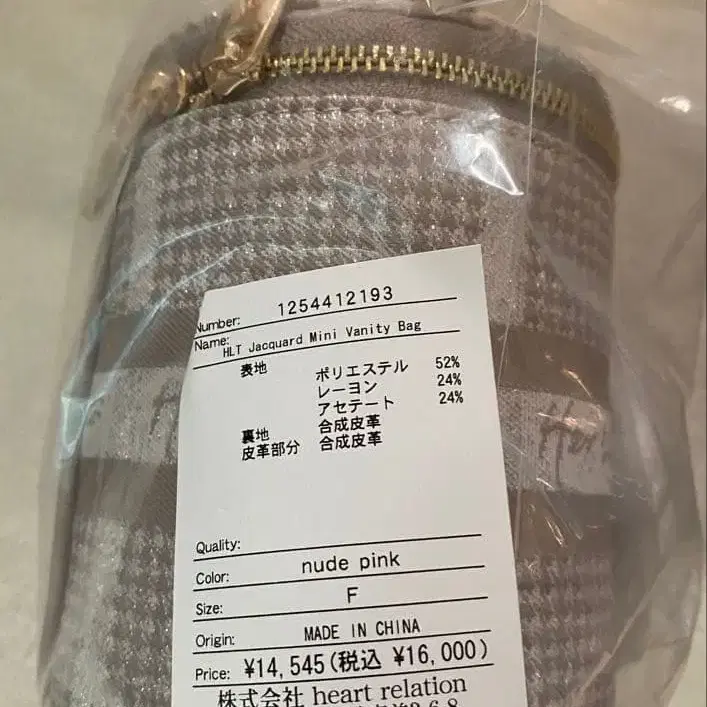 Number: 1254412193
Name: HLT Jacquard Mini Vanity Bag
表地 ポリエステル 52%
レーヨン 24%
アセテート 24%
裏地 合成皮革
皮革部分 合成皮革
Quality:
Color: nude pink
Size: F
Origin: MADE IN CHINA
Price: ¥14,545(税込 ¥16,000)
株式会社 heart relation
Her